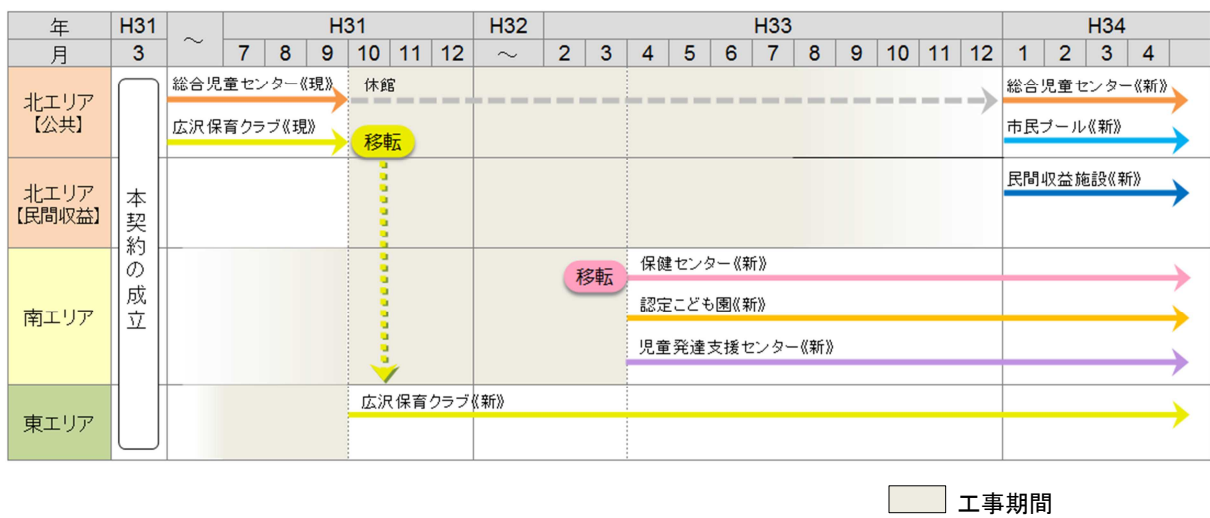 年 H31 ～ H31 H32 H33 H34
月 3 7 8 9 10 11 12 ～ 2 3 4 5 6 7 8 9 10 11 12 1 2 3 4
北エリア
【公共】
総合児童センター《現》 休館 総合児童センター《新》
広沢保育クラブ《現》 移転 市民プール《新》
北エリア
【民間収益】
民間収益施設《新》
本契約の成立
南エリア
移転 保健センター《新》
認定こども園《新》
児童発達支援センター《新》
東エリア
広沢保育クラブ《新》
工事期間